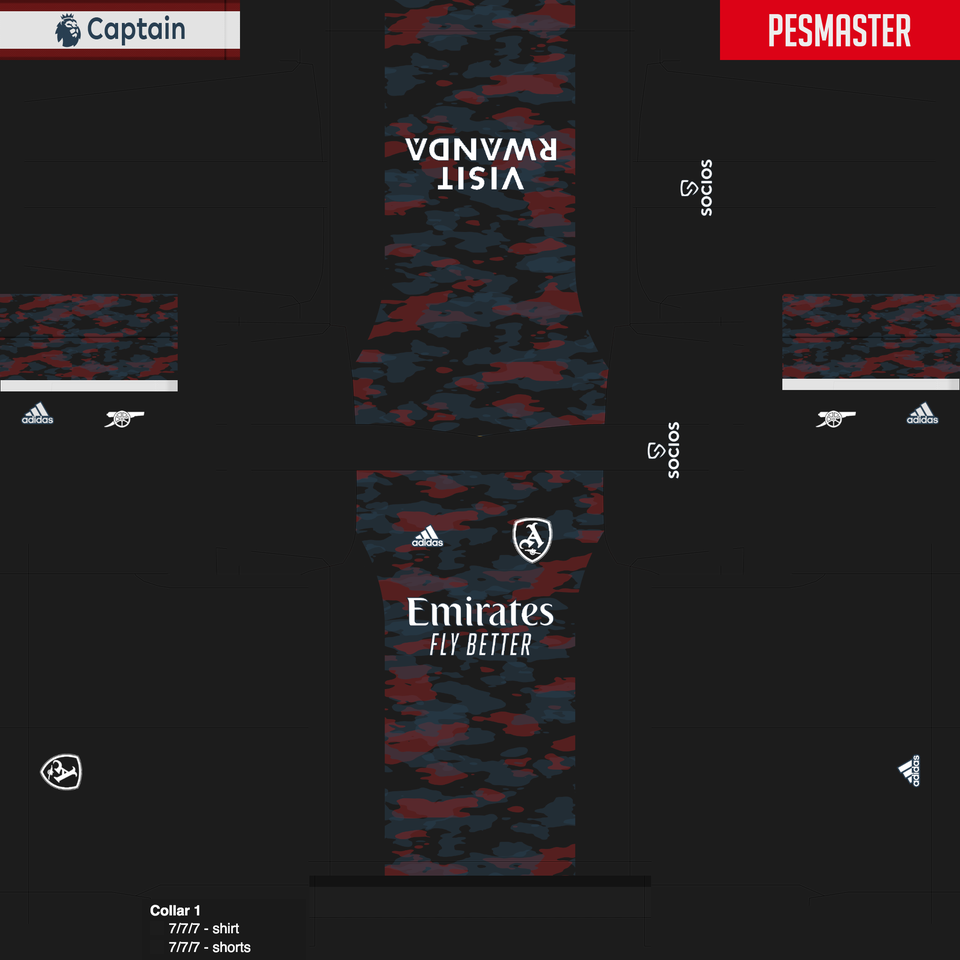 Captain
PESMASTER
VISIT
RWANDA
SOCIOS
adidas
adidas
SOCIOS
adidas
A
Emirates
FLY BETTER
A
adidas
Collar 1
7/7/7 - shirt
7/7/7 - shorts